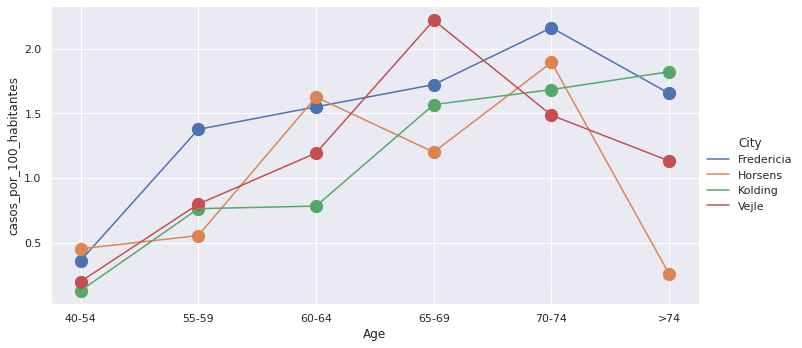 2.0
1.5
1.0
0.5
casos_por_100_habitantes
40-54 55-59 60-64 65-69 70-74 >74
Age
City
Fredericia
Horsens
Kolding
Vejle